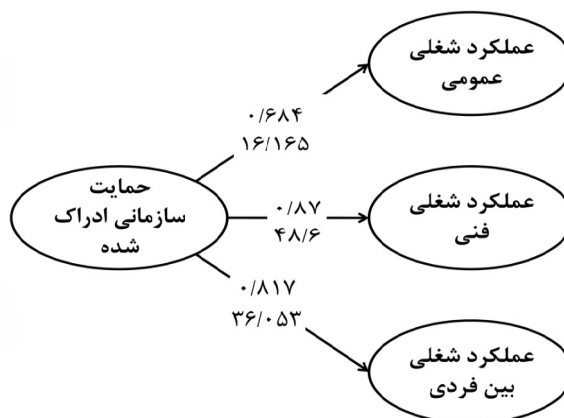 عملکرد شغلی
عمومی
۰/۶۸۴
۱۶/۱۶۵
حمایت
سازمانی ادراک
شده
۰/۸۷
۴۸/۶
عملکرد شغلی
فنی
۰/۸۱۷
۳۶/۰۵۳
عملکرد شغلی
بین فردی